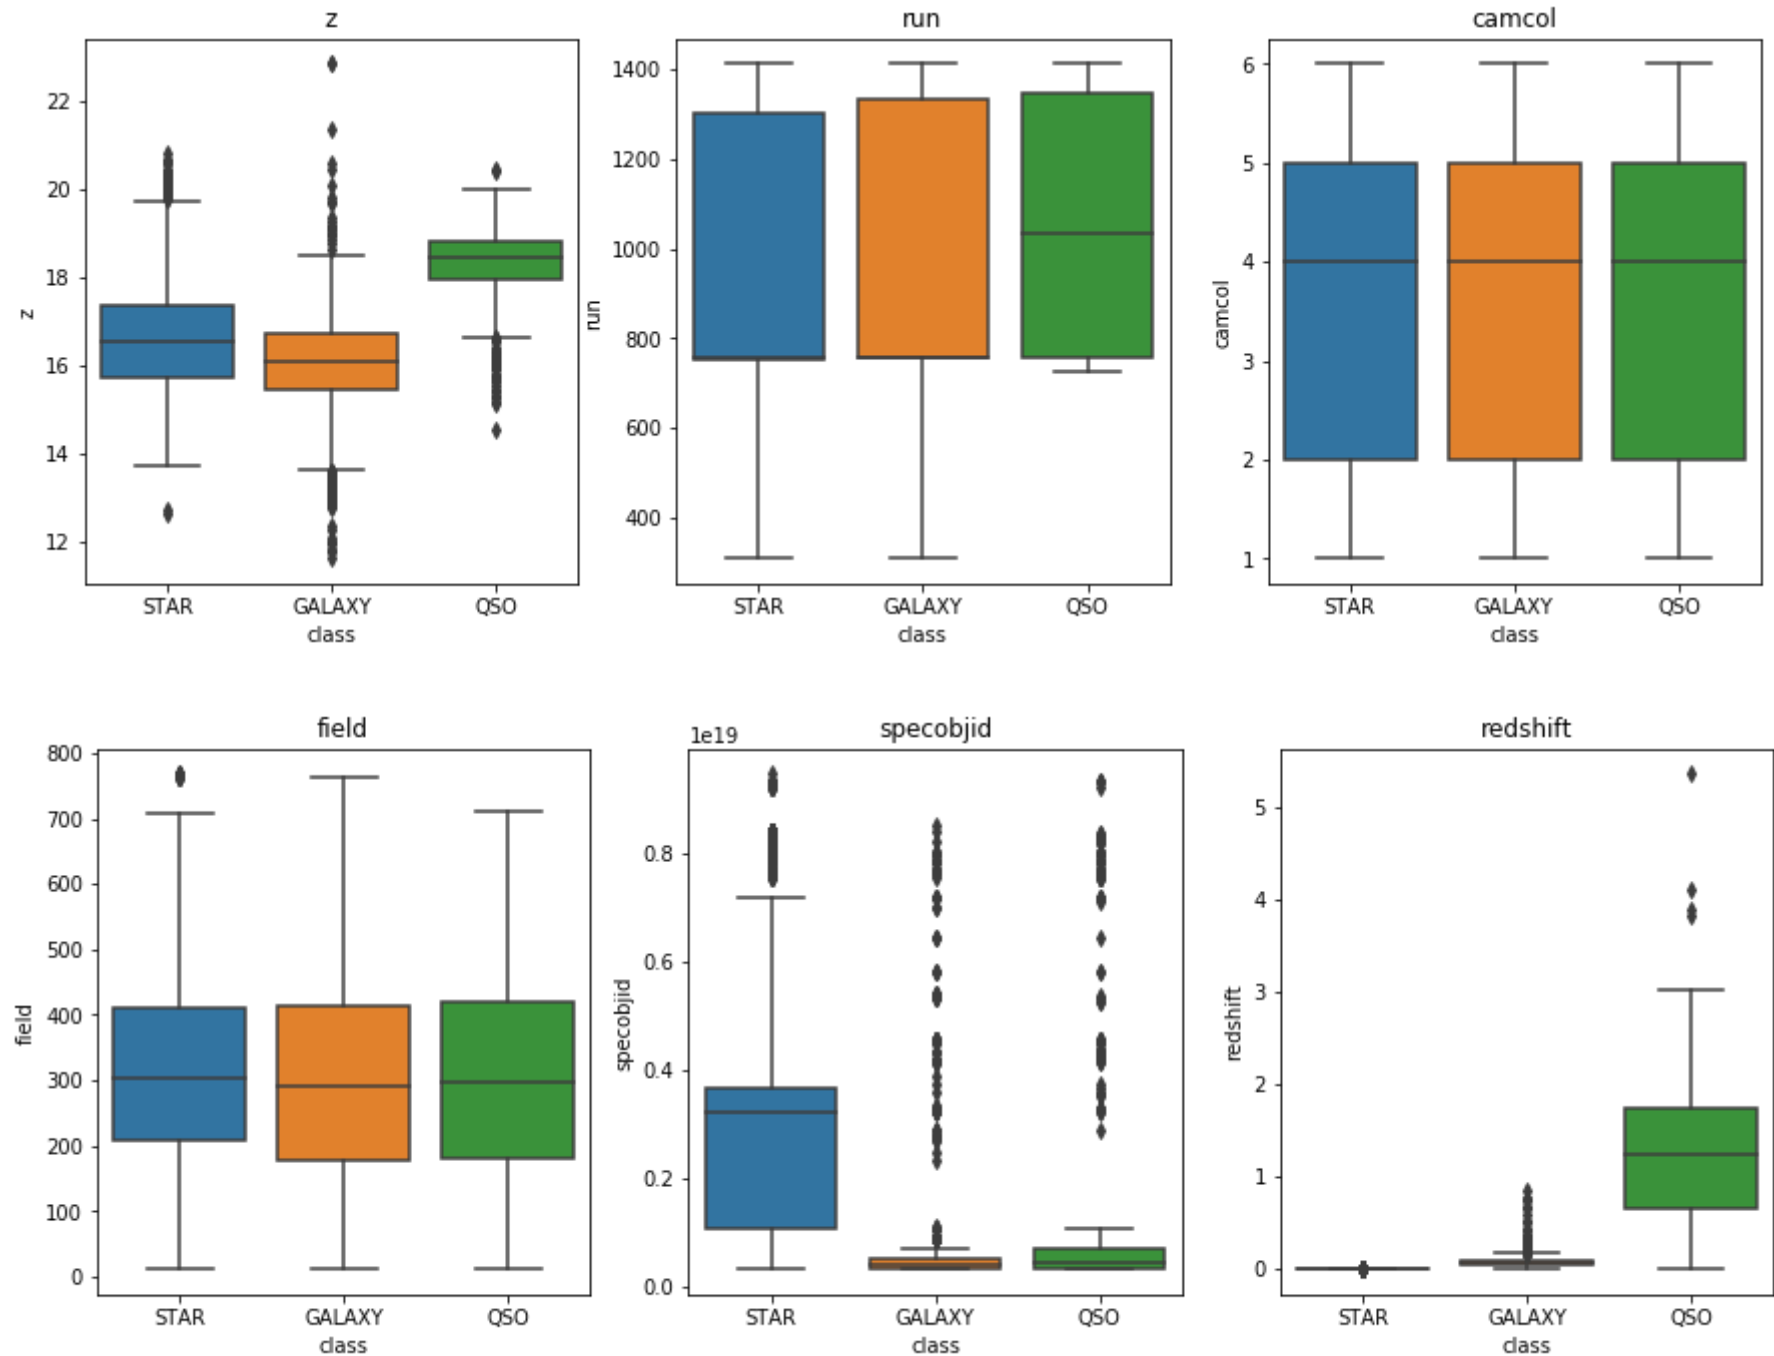 z
run
camcol
22
20
18
16
14
12
z
STAR
GALAXY
QSO
class
1400
1200
1000
800
600
400
run
STAR
GALAXY
QSO
class
6
5
4
3
2
1
camcol
STAR
GALAXY
QSO
class
field
800
700
600
500
400
300
200
100
0
field
STAR
GALAXY
QSO
class
specobjid
1e19
0.8
0.6
0.4
0.2
0.0
specobjid
STAR
GALAXY
QSO
class
redshift
5
4
3
2
1
0
redshift
STAR
GALAXY
QSO
class